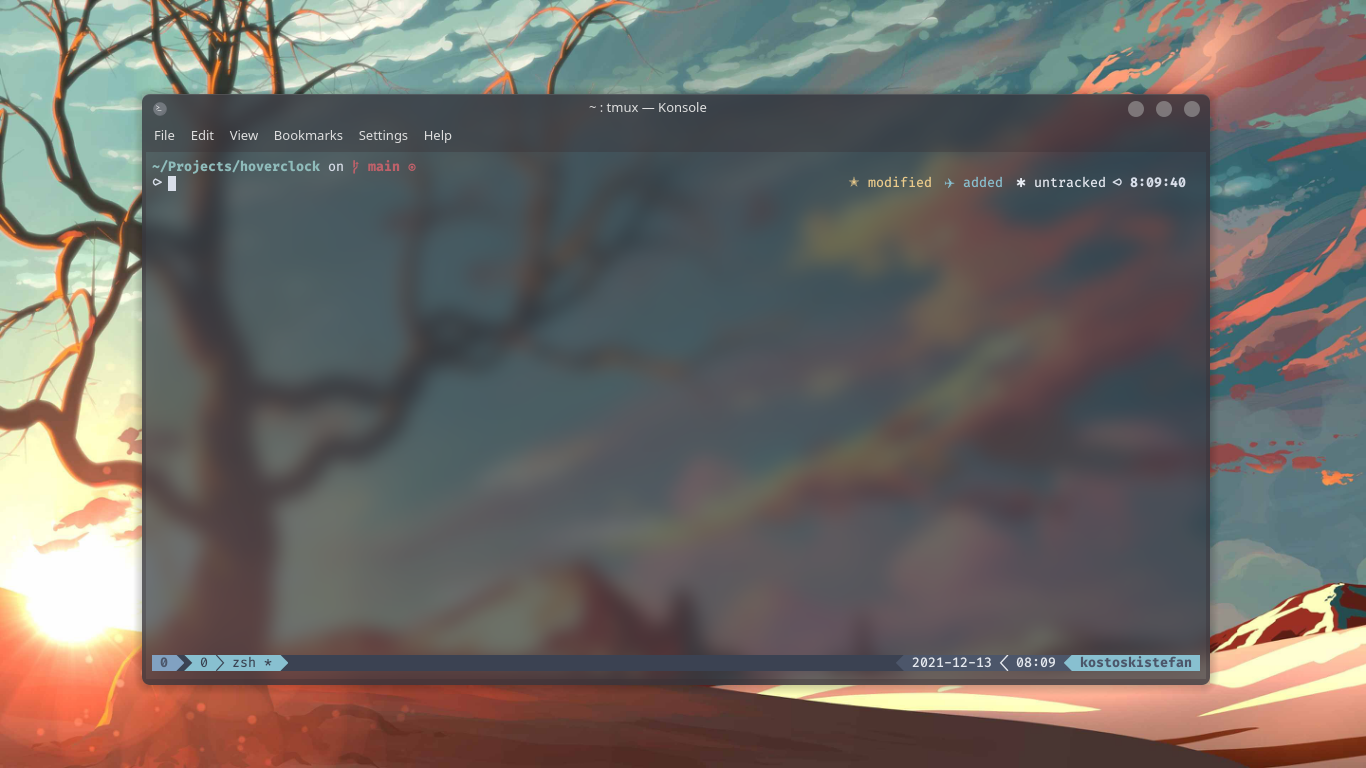 ~ : tmux — Konsole
File Edit View Bookmarks Settings Help
~/Projects/hoverclock on ᚴ main ⊙
⊳ ✭ modified ✈ added ✱ untracked ⊲ 8:09:40
0 0 zsh * 2021-12-13 08:09 kostoskistefan